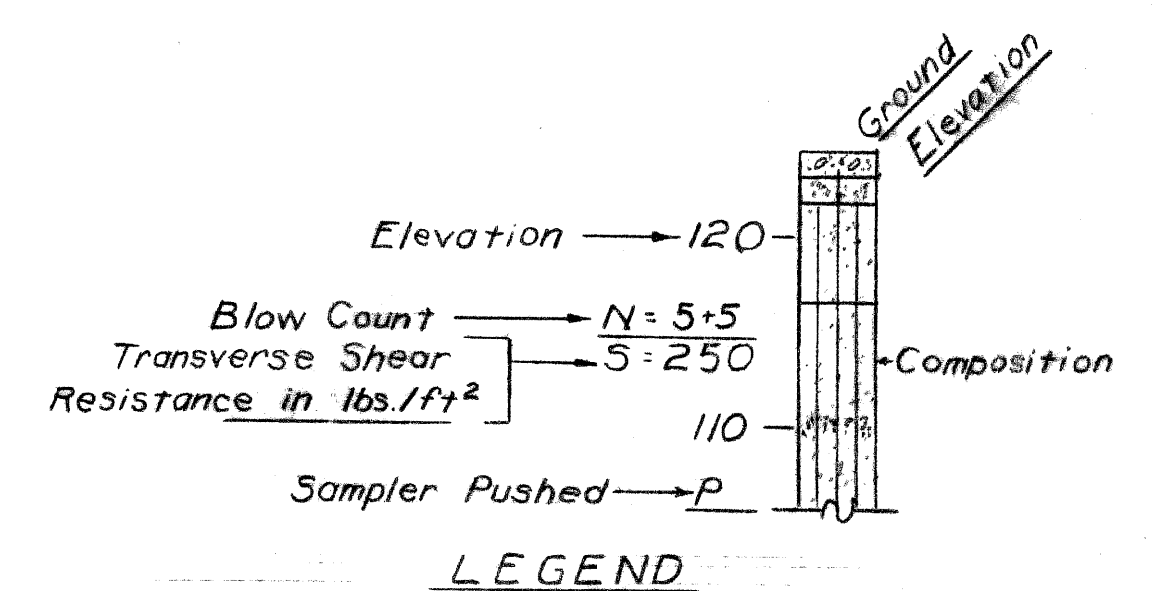 Ground
Elevation
Elevation 120
Blow Count N = 5+5
Transverse Shear S = 250
Resistance in lbs./ft²
Composition
110
Sampler Pushed P
LEGEND